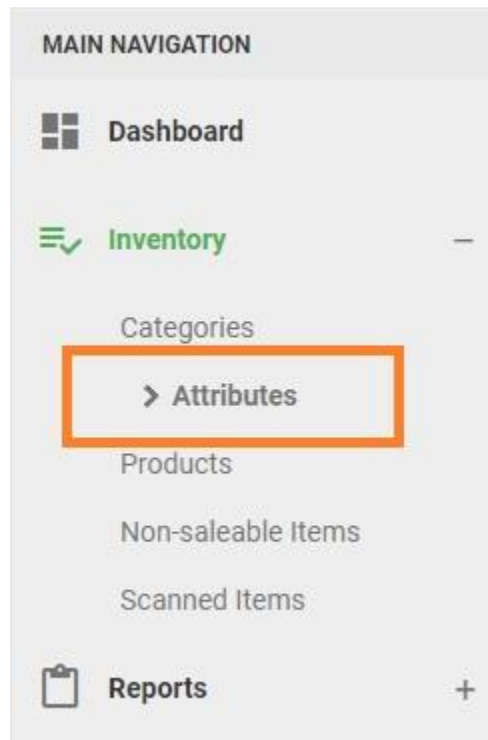 MAIN NAVIGATION
Dashboard
Inventory −
Categories
> Attributes
Products
Non-saleable Items
Scanned Items
Reports +